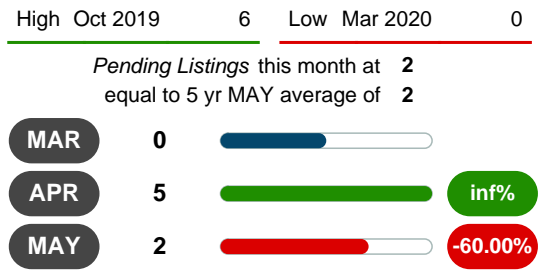 High Oct 2019 6 Low Mar 2020 0
Pending Listings this month at 2
equal to 5 yr MAY average of 2
MAR 0
APR 5 inf%
MAY 2 -60.00%